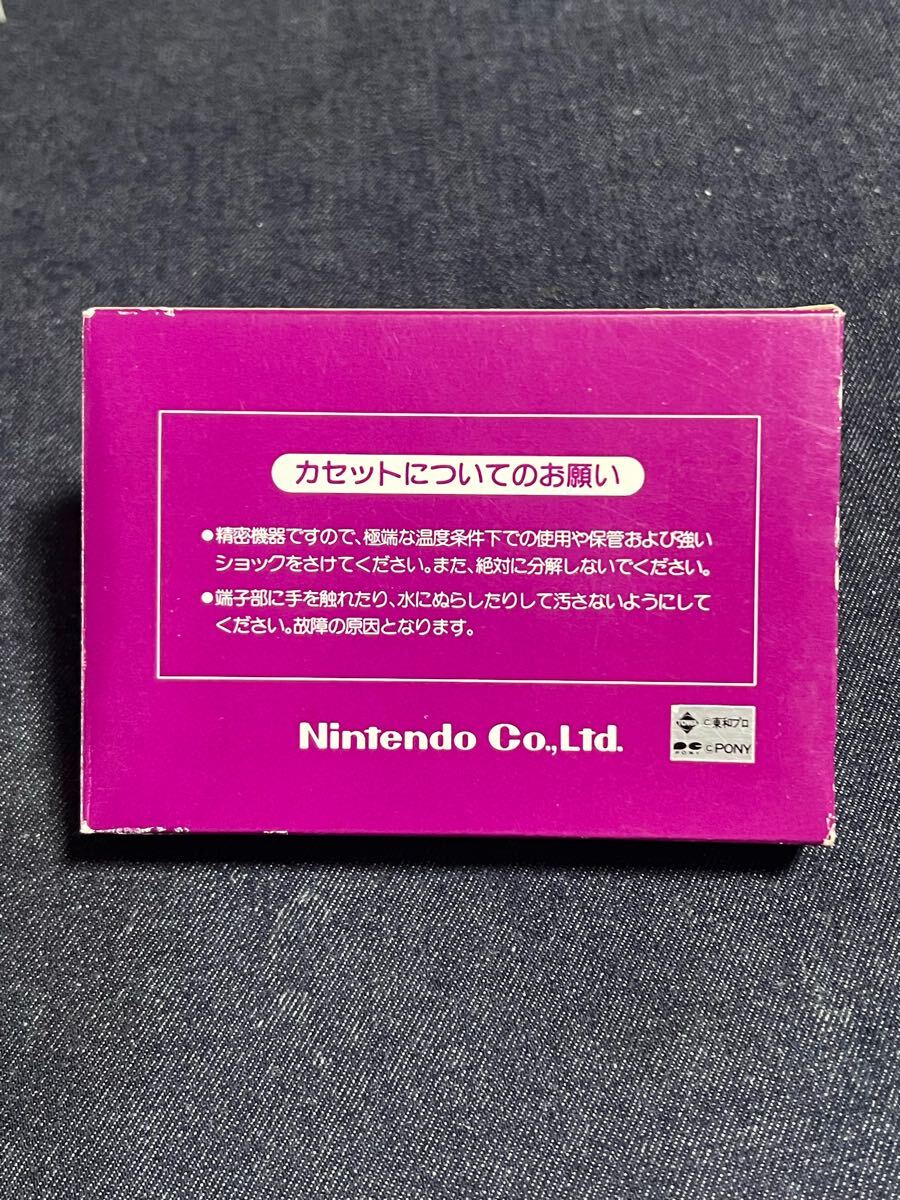 カセットについてのお願い
●精密機器ですので、極端な温度条件下での使用や保管および強い
ショックをさけてください。また、絶対に分解しないでください。
●端子部に手を触れたり、水にぬらしたりして汚さないようにして
ください。故障の原因となります。
Nintendo Co.,Ltd.
TOWA ©東和プロ
PONY ©PONY